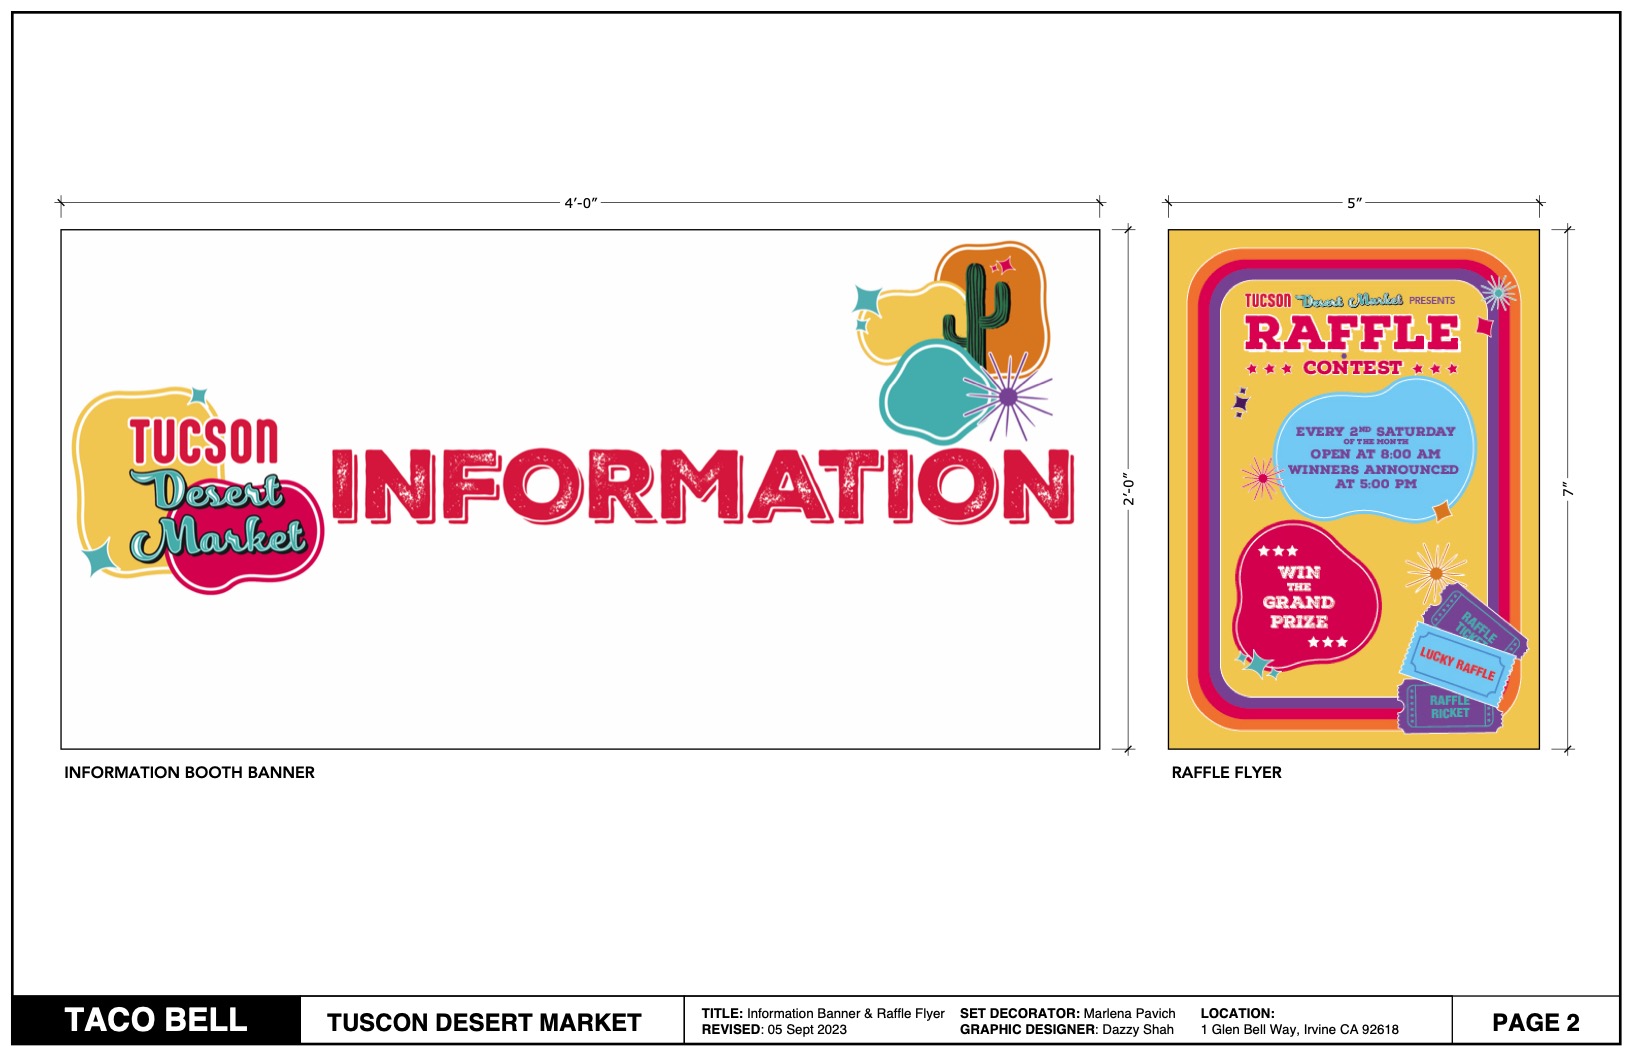 4’-0”
5”
TUCSON
Desert
Market
INFORMATION
2’-0”
TUCSON Desert Market PRESENTS
RAFFLE
CONTEST
EVERY 2ND SATURDAY
OF THE MONTH
OPEN AT 8:00 AM
WINNERS ANNOUNCED
AT 5:00 PM
WIN
THE
GRAND
PRIZE
RAFFLE
TICKET
LUCKY RAFFLE
RAFFLE
RICKET
7”
INFORMATION BOOTH BANNER
RAFFLE FLYER
TACO BELL
TUSCON DESERT MARKET
TITLE: Information Banner & Raffle Flyer
REVISED: 05 Sept 2023
SET DECORATOR: Marlena Pavich
GRAPHIC DESIGNER: Dazzy Shah
LOCATION:
1 Glen Bell Way, Irvine CA 92618
PAGE 2